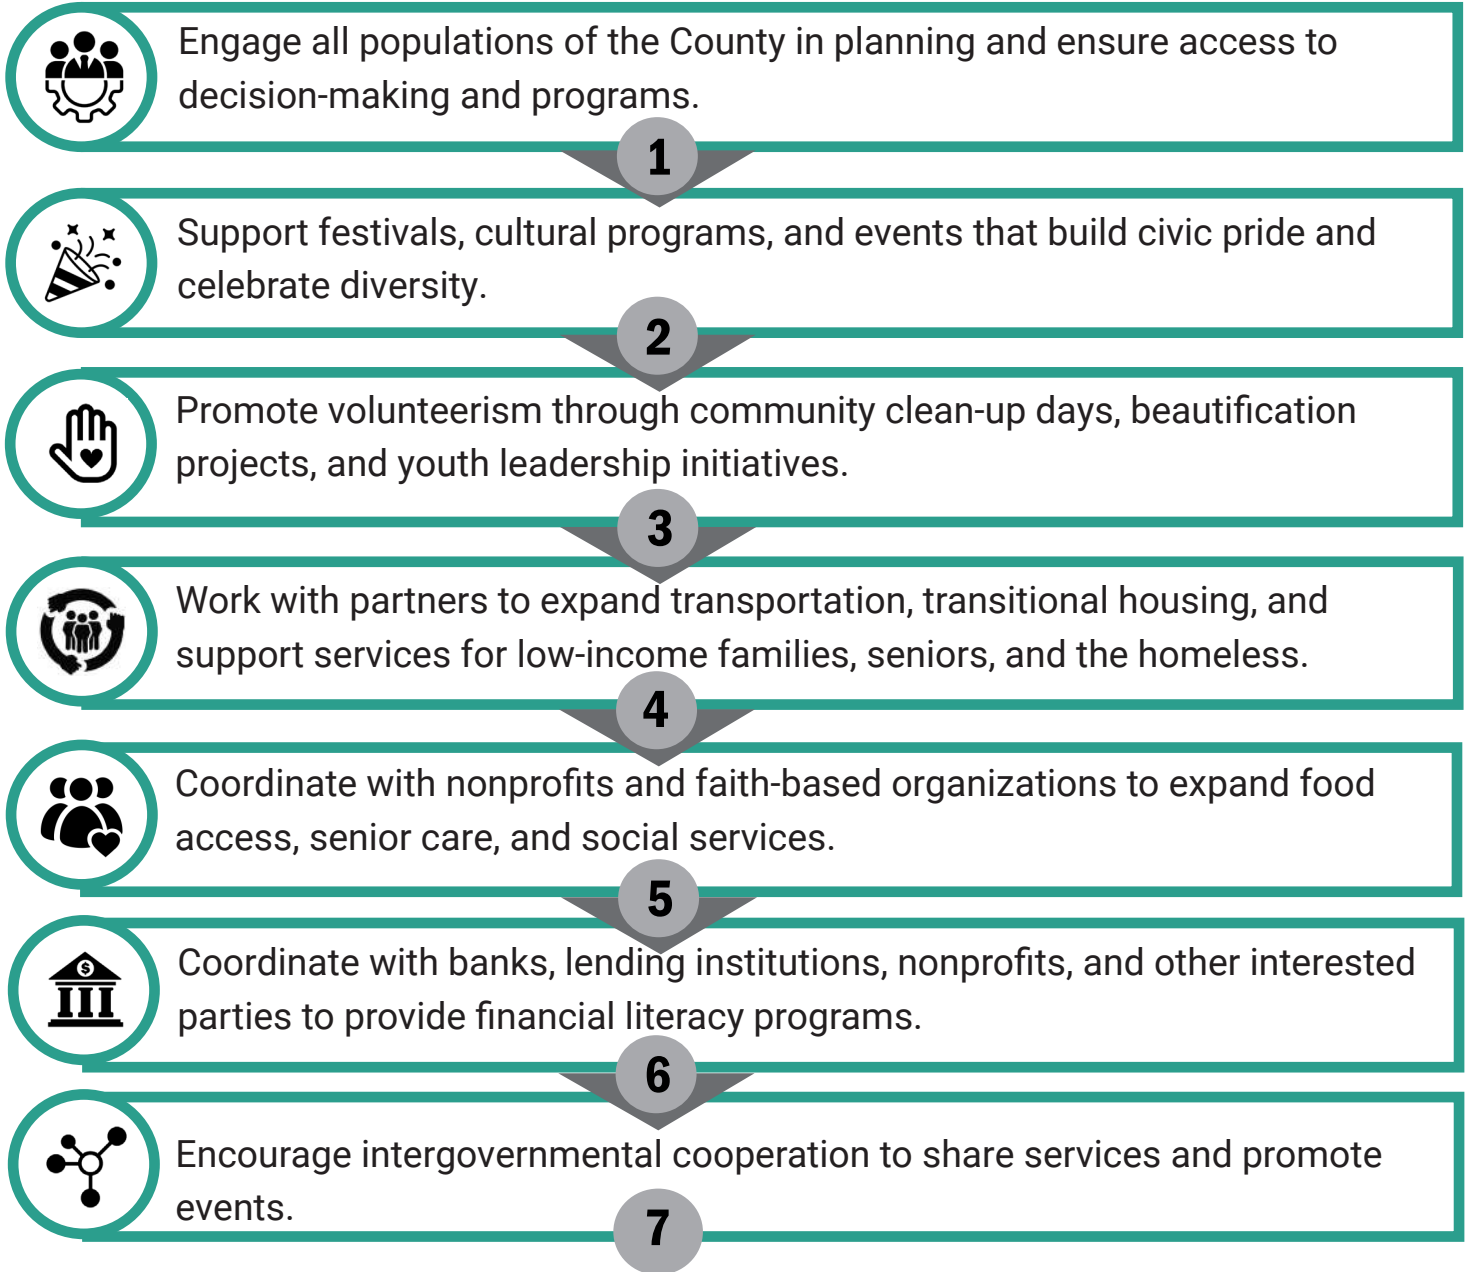 Engage all populations of the County in planning and ensure access to
decision-making and programs.
1
Support festivals, cultural programs, and events that build civic pride and
celebrate diversity.
2
Promote volunteerism through community clean-up days, beautification
projects, and youth leadership initiatives.
3
Work with partners to expand transportation, transitional housing, and
support services for low-income families, seniors, and the homeless.
4
Coordinate with nonprofits and faith-based organizations to expand food
access, senior care, and social services.
5
$
Coordinate with banks, lending institutions, nonprofits, and other interested
parties to provide financial literacy programs.
6
Encourage intergovernmental cooperation to share services and promote
events.
7